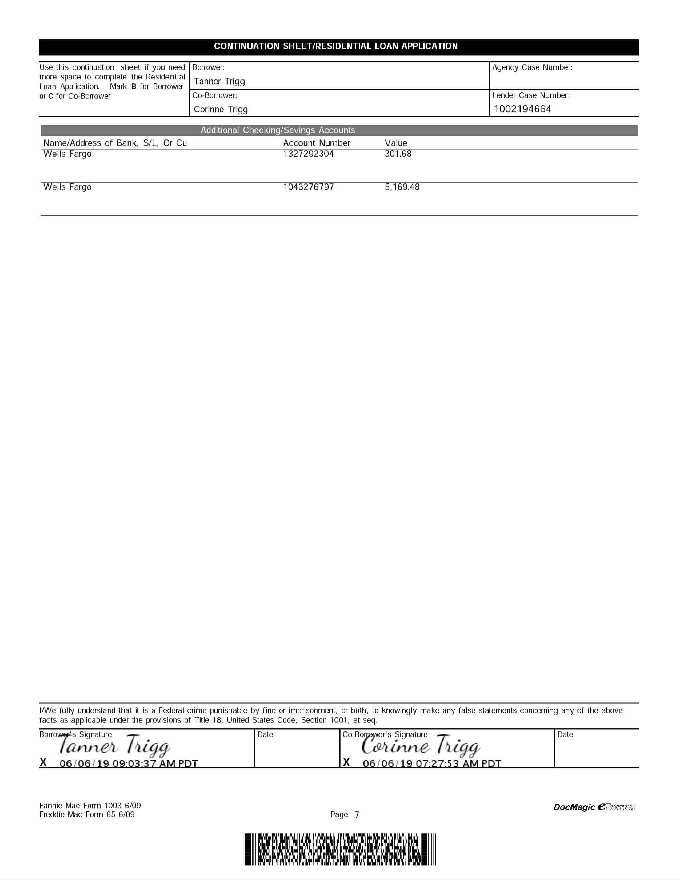 CONTINUATION SHEET/RESIDENTIAL LOAN APPLICATION
Use this continuation sheet if you need
more space to complete the Residential
Loan Application. Mark B for Borrower
or C for Co-Borrower
Borrower:
Tanner Trigg
Agency Case Number:
Co-Borrower:
Corinne Trigg
Lender Case Number:
1002194664
Additional Checking/Savings Accounts
Name/Address of Bank, S/L, Or Cu Account Number Value
Wells Fargo 1327292304 301.68
Wells Fargo 1043276797 5,169.48
I/We fully understand that it is a Federal crime punishable by fine or imprisonment, or both, to knowingly make any false statements concerning any of the above
facts as applicable under the provisions of Title 18, United States Code, Section 1001, et seq.
Borrower's Signature Date Co-Borrower's Signature Date
Tanner Trigg Corinne Trigg
X 06/06/19 09:03:37 AM PDT X 06/06/19 07:27:53 AM PDT
Fannie Mae Form 1003 6/09
Freddie Mac Form 65 6/09
Page 7
DocMagic